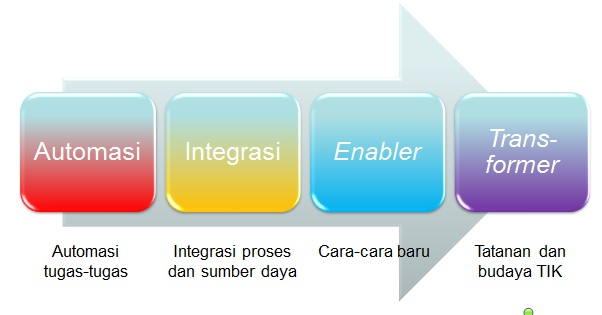 Automasi
Integrasi
Enabler
Trans-
former
Automasi
tugas-tugas
Integrasi proses
dan sumber daya
Cara-cara baru
Tatanan dan
budaya TIK